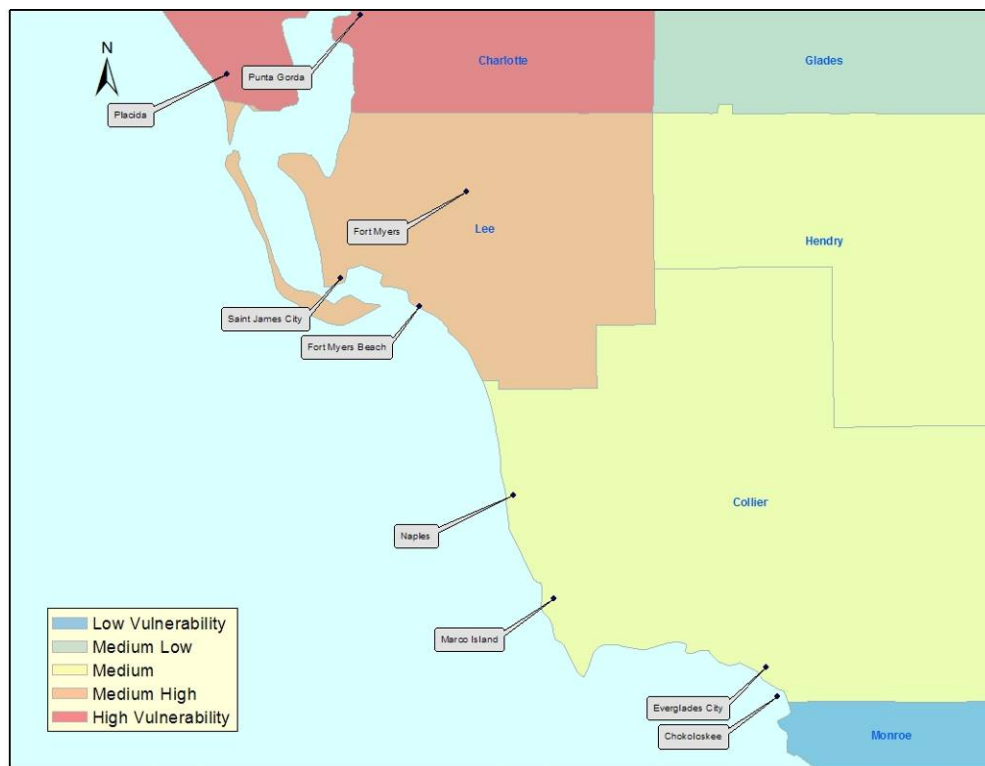 N
Punta Gorda
Charlotte
Glades
Placida
Fort Myers
Lee
Hendry
Saint James City
Fort Myers Beach
Collier
Naples
Low Vulnerability
Medium Low
Medium
Medium High
High Vulnerability
Marco Island
Everglades City
Chokoloskee
Monroe